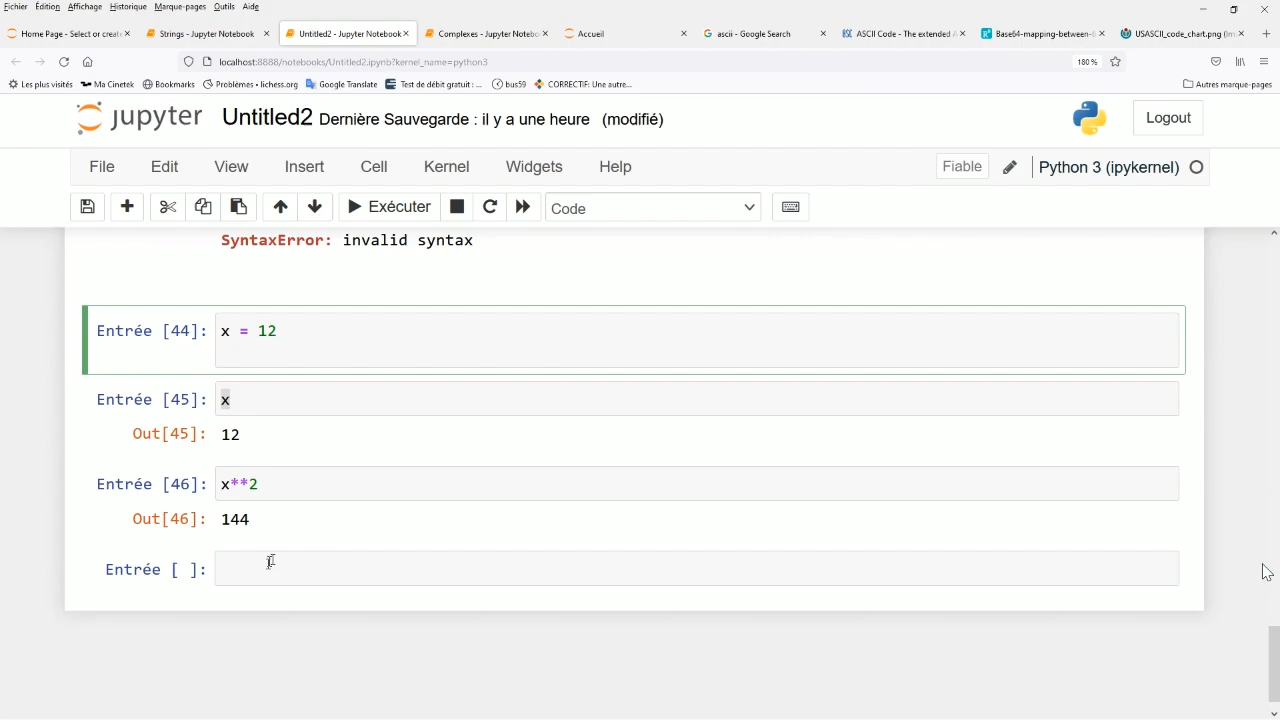 Fichier Édition Affichage Historique Marque-pages Outils Aide
Home Page - Select or create Strings - Jupyter Notebook Untitled2 - Jupyter Notebook Complexes - Jupyter Notebo Accueil ascii - Google Search ASCII Code - The extended A Base64-mapping-between- USASCII_code_chart.png (Im
localhost:8888/notebooks/Untitled2.ipynb?kernel_name=python3 180 %
Les plus visités Ma Cinetek Bookmarks Problèmes • lichess.org Google Translate Test de débit gratuit : ... bus59 CORRECTIF: Une autre... Autres marque-pages
jupyter Untitled2 Dernière Sauvegarde : il y a une heure (modifié) Logout
File Edit View Insert Cell Kernel Widgets Help Fiable Python 3 (ipykernel)
Exécuter Code
SyntaxError: invalid syntax
Entrée [44]: x = 12
Entrée [45]: x
Out[45]: 12
Entrée [46]: x**2
Out[46]: 144
Entrée [ ]: